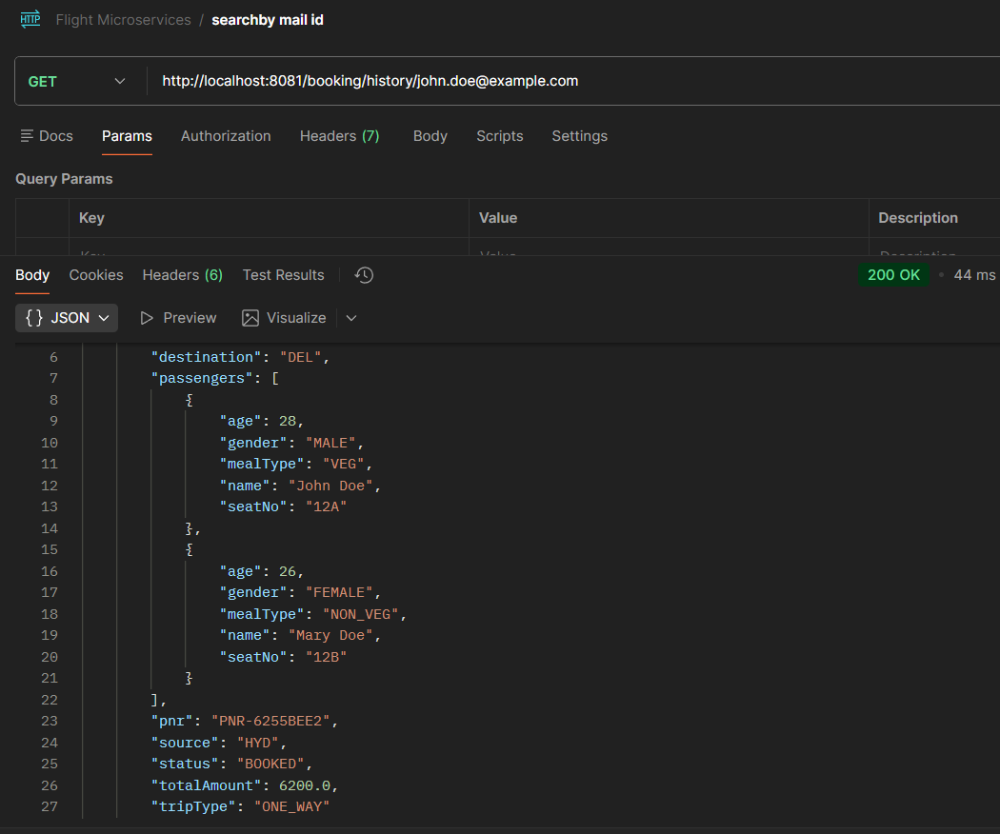 HTTP Flight Microservices / searchby mail id
GET http://localhost:8081/booking/history/john.doe@example.com
Docs Params Authorization Headers (7) Body Scripts Settings
Query Params
Key Value Description
Key Value Description
Body Cookies Headers (6) Test Results 200 OK • 44 ms
{} JSON Preview Visualize
6 "destination": "DEL",
7 "passengers": [
8 {
9 "age": 28,
10 "gender": "MALE",
11 "mealType": "VEG",
12 "name": "John Doe",
13 "seatNo": "12A"
14 },
15 {
16 "age": 26,
17 "gender": "FEMALE",
18 "mealType": "NON_VEG",
19 "name": "Mary Doe",
20 "seatNo": "12B"
21 }
22 ],
23 "pnr": "PNR-6255BEE2",
24 "source": "HYD",
25 "status": "BOOKED",
26 "totalAmount": 6200.0,
27 "tripType": "ONE_WAY"